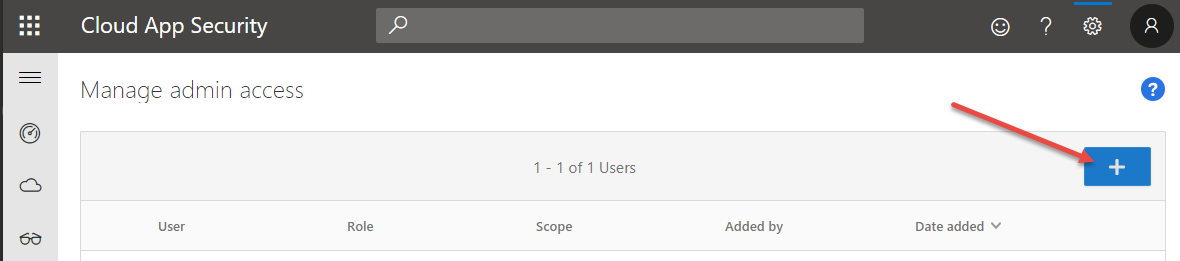 Cloud App Security
?
Manage admin access
?
1 - 1 of 1 Users
+
User Role Scope Added by Date added